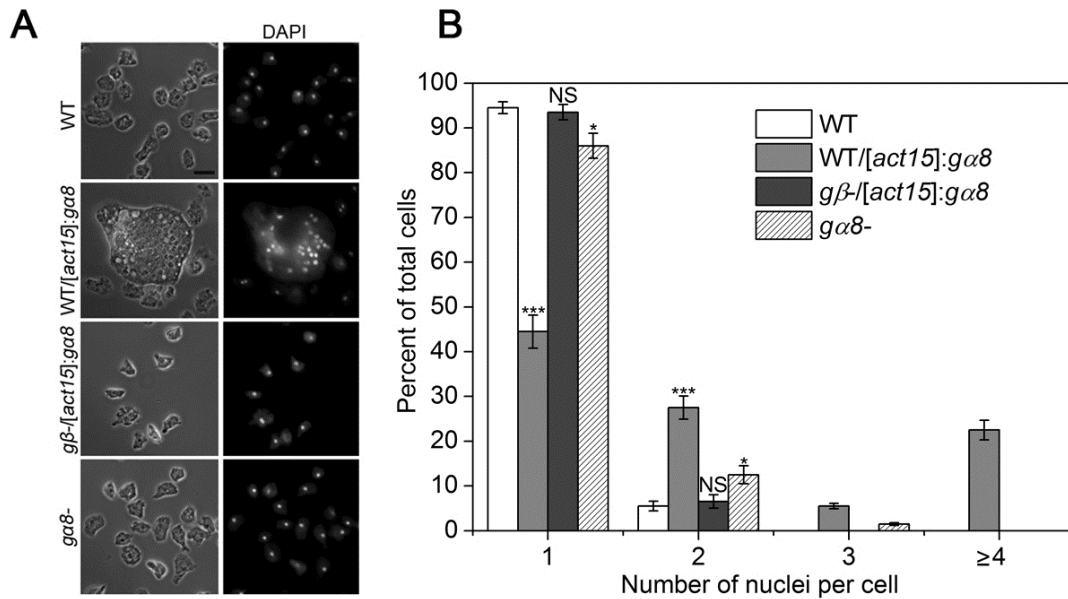 A
DAPI
WT
WT/[act15]:gα8
gβ-/[act15]:gα8
gα8-
B
100
90
80
70
60
50
40
30
20
10
0
Percent of total cells
NS
*
***
***
NS
*
WT
WT/[act15]:gα8
gβ-/[act15]:gα8
gα8-
1
2
3
≥4
Number of nuclei per cell